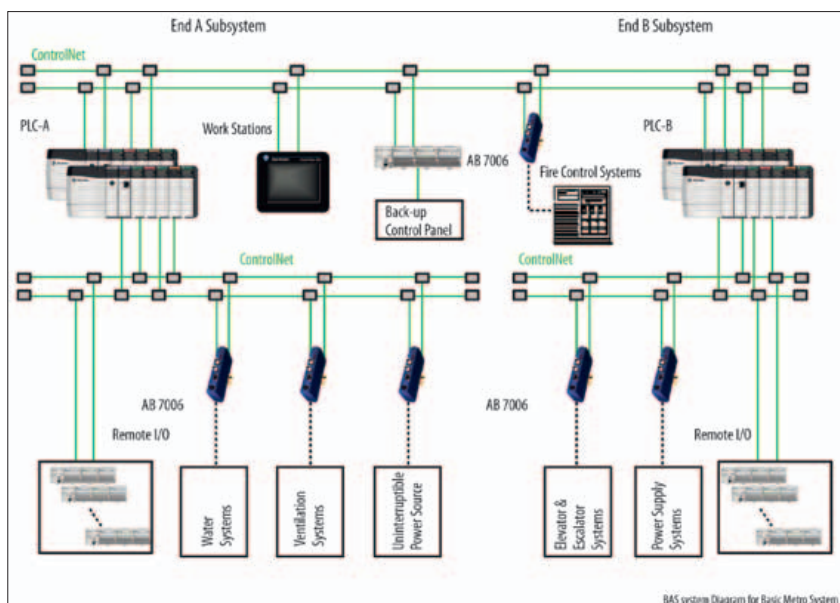 End A Subsystem
End B Subsystem
ControlNet
PLC-A
Work Stations
AB 7006
PLC-B
Fire Control Systems
Back-up
Control Panel
ControlNet
ControlNet
AB 7006
AB 7006
Remote I/O
Remote I/O
Water
Systems
Ventilation
Systems
Uninterruptible
Power Source
Elevator &
Escalator
Systems
Power Supply
Systems
BAS system Diagram for Basic Metro System